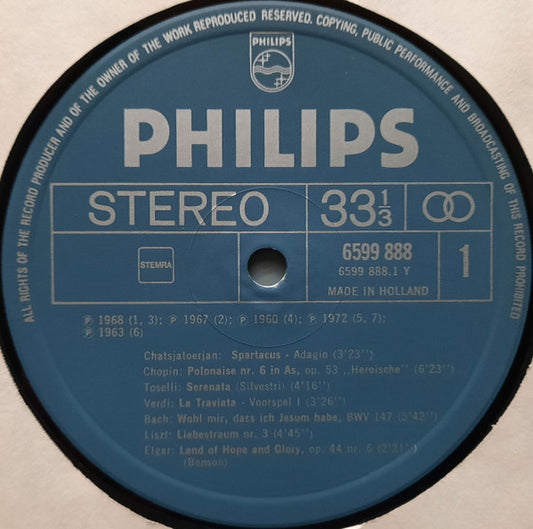 ALL RIGHTS OF THE RECORD PRODUCER AND OF THE OWNER OF THE WORK REPRODUCED RESERVED. COPYING, PUBLIC PERFORMANCE AND BROADCASTING OF THIS RECORD PROHIBITED
PHILIPS
PHILIPS
STEREO 33 1/3
STEMRA
6599 888
6599 888.1 Y
MADE IN HOLLAND
1
Ⓟ 1968 (1, 3); Ⓟ 1967 (2); Ⓟ 1960 (4); Ⓟ 1972 (5, 7);
Ⓟ 1963 (6)
Chatsjatoerjan: Spartacus - Adagio (3'23'')
Chopin: Polonaise nr. 6 in As, op. 53 ,,Heroische'' (6'23'')
Toselli: Serenata (Silvestri) (4'16'')
Verdi: La Traviata - Voorspel I (3'26'')
Bach: Wohl mir, dass ich Jesum habe, BWV 147 (3'42'')
Liszt: Liebestraum nr. 3 (4'45'')
Elgar: Land of Hope and Glory, op. 44 nr. 6 (2'21'')
(Benson)